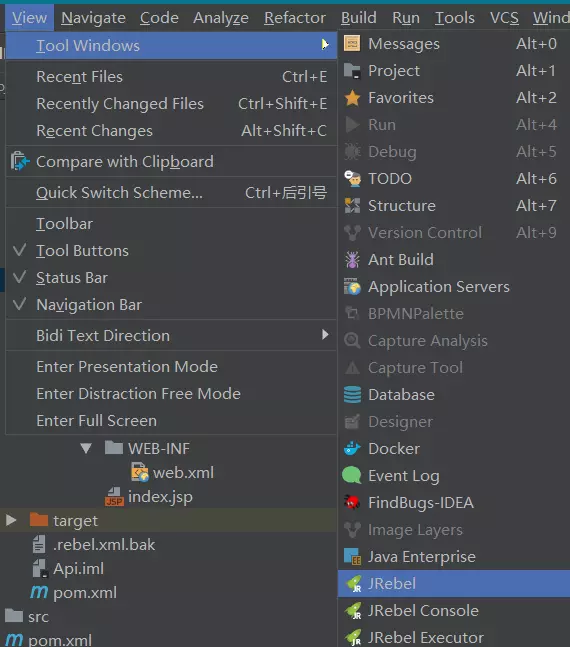 View Navigate Code Analyze Refactor Build Run Tools VCS Wind
Tool Windows
Recent Files Ctrl+E
Recently Changed Files Ctrl+Shift+E
Recent Changes Alt+Shift+C
Compare with Clipboard
Quick Switch Scheme... Ctrl+后引号
Toolbar
Tool Buttons
Status Bar
Navigation Bar
Bidi Text Direction
Enter Presentation Mode
Enter Distraction Free Mode
Enter Full Screen
Messages Alt+0
Project Alt+1
Favorites Alt+2
Run Alt+4
Debug Alt+5
TODO Alt+6
Structure Alt+7
Version Control Alt+9
Ant Build
Application Servers
BPMNPalette
Capture Analysis
Capture Tool
Database
Designer
Docker
Event Log
FindBugs-IDEA
Image Layers
Java Enterprise
JRebel
JRebel Console
JRebel Executor
WEB-INF
web.xml
JSP index.jsp
target
.rebel.xml.bak
Api.iml
m pom.xml
src
m pom.xml